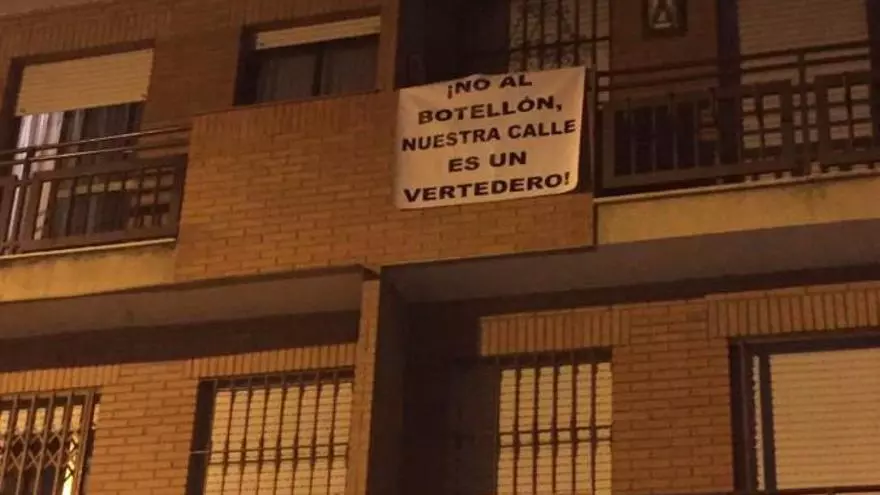 ¡NO AL
BOTELLÓN,
NUESTRA CALLE
ES UN
VERTEDERO!